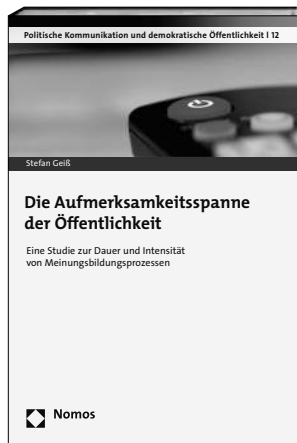 Politische Kommunikation und demokratische Öffentlichkeit | 12
Stefan Geiß
Die Aufmerksamkeitsspanne
der Öffentlichkeit
Eine Studie zur Dauer und Intensität
von Meinungsbildungsprozessen
Nomos